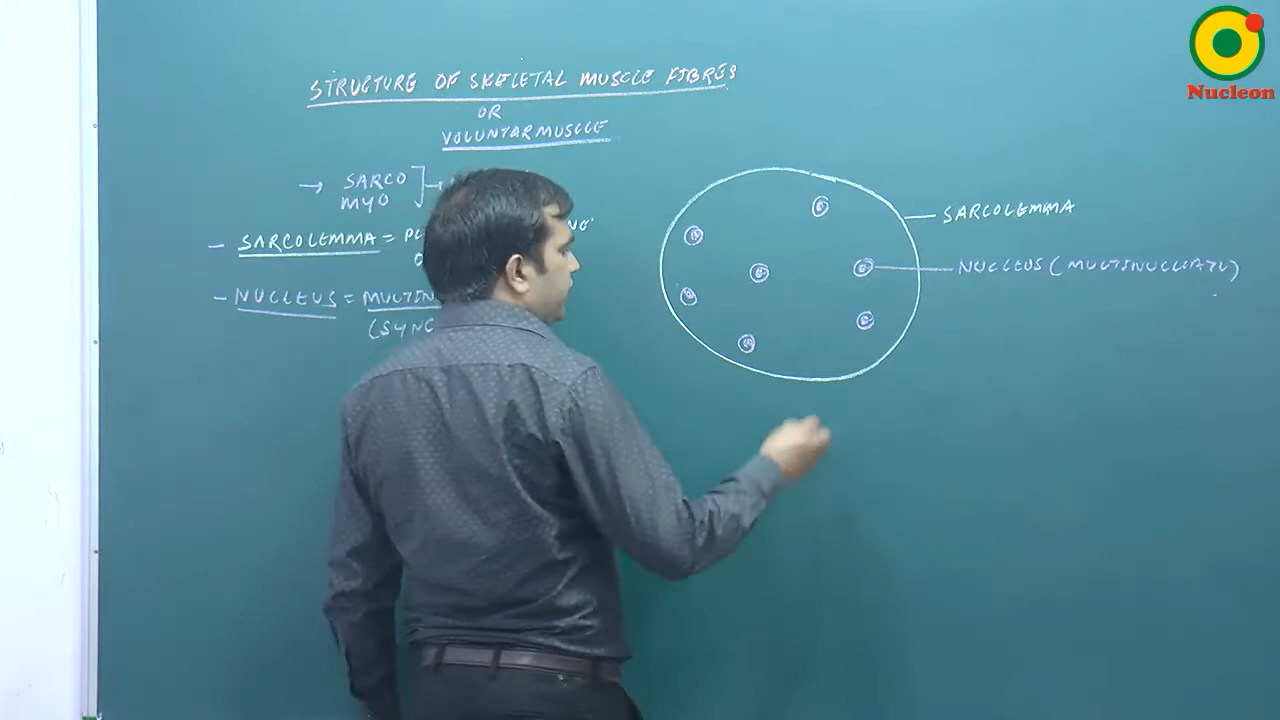 STRUCTURE OF SKELETAL MUSCLE FIBRES
OR
VOLUNTARMUSCLE
→ SARCO
MYO
- SARCOLEMMA =
- NUCLEUS =
SARCOLEMMA
NUCLEUS (MULTINUCLEATE)
Nucleon